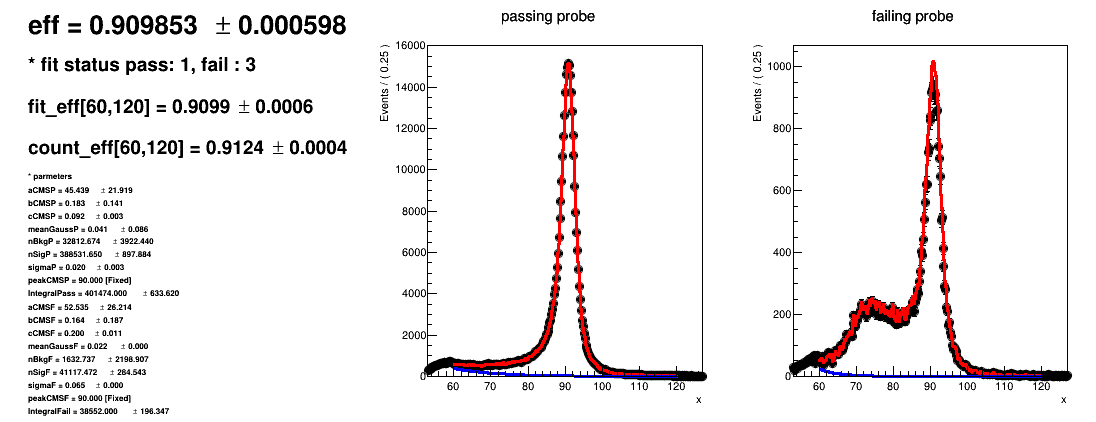 eff = 0.909853 ± 0.000598
* fit status pass: 1, fail : 3
fit_eff[60,120] = 0.9099 ± 0.0006
count_eff[60,120] = 0.9124 ± 0.0004
* parmeters
aCMSP = 45.439 ± 21.919
bCMSP = 0.183 ± 0.141
cCMSP = 0.092 ± 0.003
meanGaussP = 0.041 ± 0.086
nBkgP = 32812.674 ± 3922.440
nSigP = 388531.650 ± 897.884
sigmaP = 0.020 ± 0.003
peakCMSP = 90.000 [Fixed]
IntegralPass = 401474.000 ± 633.620
aCMSF = 52.535 ± 26.214
bCMSF = 0.164 ± 0.187
cCMSF = 0.200 ± 0.011
meanGaussF = 0.022 ± 0.000
nBkgF = 1632.737 ± 2198.907
nSigF = 41117.472 ± 284.543
sigmaF = 0.065 ± 0.000
peakCMSF = 90.000 [Fixed]
IntegralFail = 38552.000 ± 196.347
passing probe
Events / ( 0.25 )
16000
14000
12000
10000
8000
6000
4000
2000
0
60 70 80 90 100 110 120
x
failing probe
Events / ( 0.25 )
1000
800
600
400
200
0
60 70 80 90 100 110 120
x